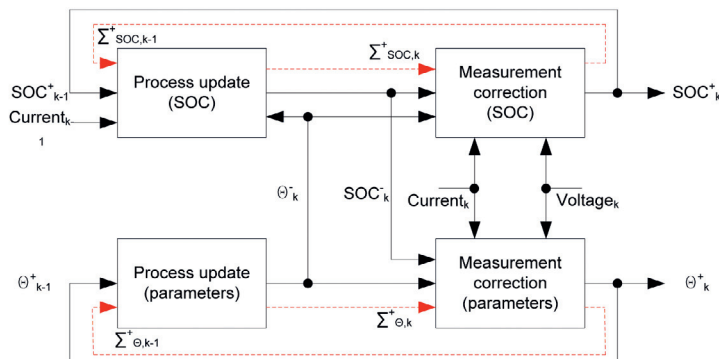 Σ⁺SOC,k-1
Σ⁺SOC,k
Process update
(SOC)
Measurement
correction
(SOC)
SOC⁺k-1
Currentk-
1
SOC⁺k
Θ⁻k
SOC⁻k
Currentk
Voltagek
Process update
(parameters)
Measurement
correction
(parameters)
Θ⁺k-1
Θ⁺k
Σ⁺Θ,k
Σ⁺Θ,k-1